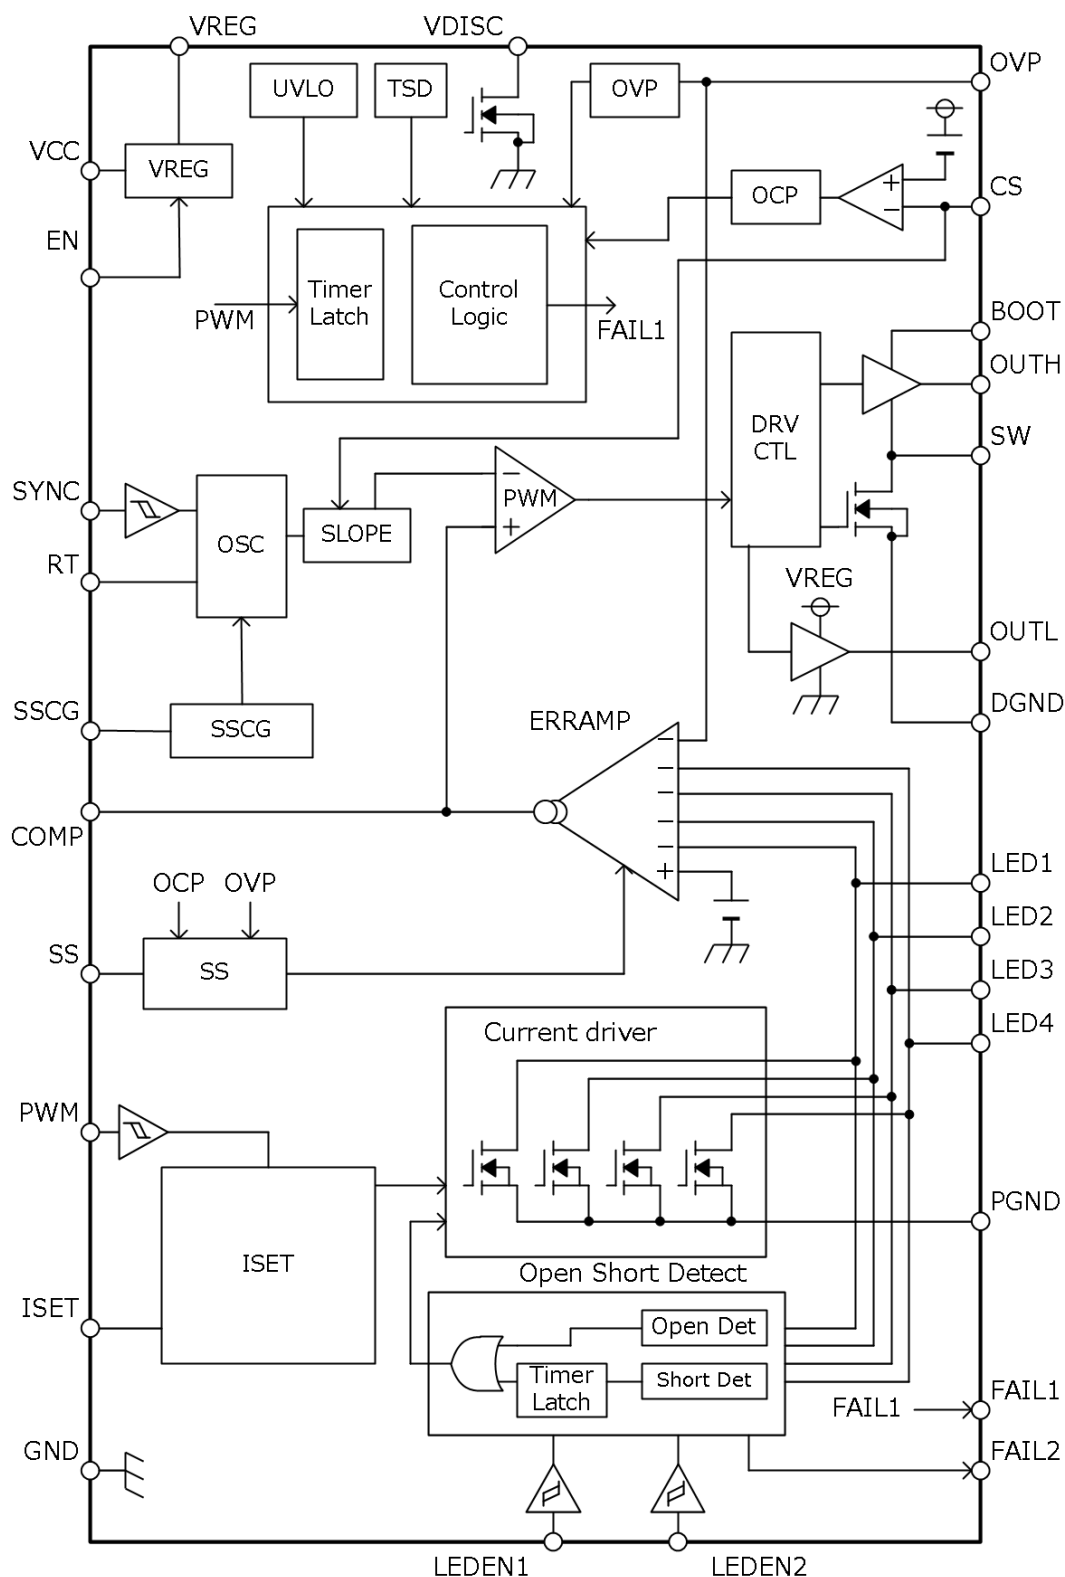 VREG
VDISC
OVP
UVLO
TSD
OVP
VCC
VREG
OCP
+
−
CS
EN
Timer
Latch
Control
Logic
PWM
FAIL1
BOOT
OUTH
DRV
CTL
SW
SYNC
OSC
SLOPE
−
PWM
+
RT
VREG
OUTL
SSCG
SSCG
ERRAMP
DGND
−
−
−
−
−
+
COMP
LED1
OCP
OVP
LED2
SS
SS
LED3
LED4
Current driver
PWM
PGND
ISET
Open Short Detect
ISET
Open Det
Timer
Latch
Short Det
FAIL1
FAIL1
GND
FAIL2
LEDEN1
LEDEN2